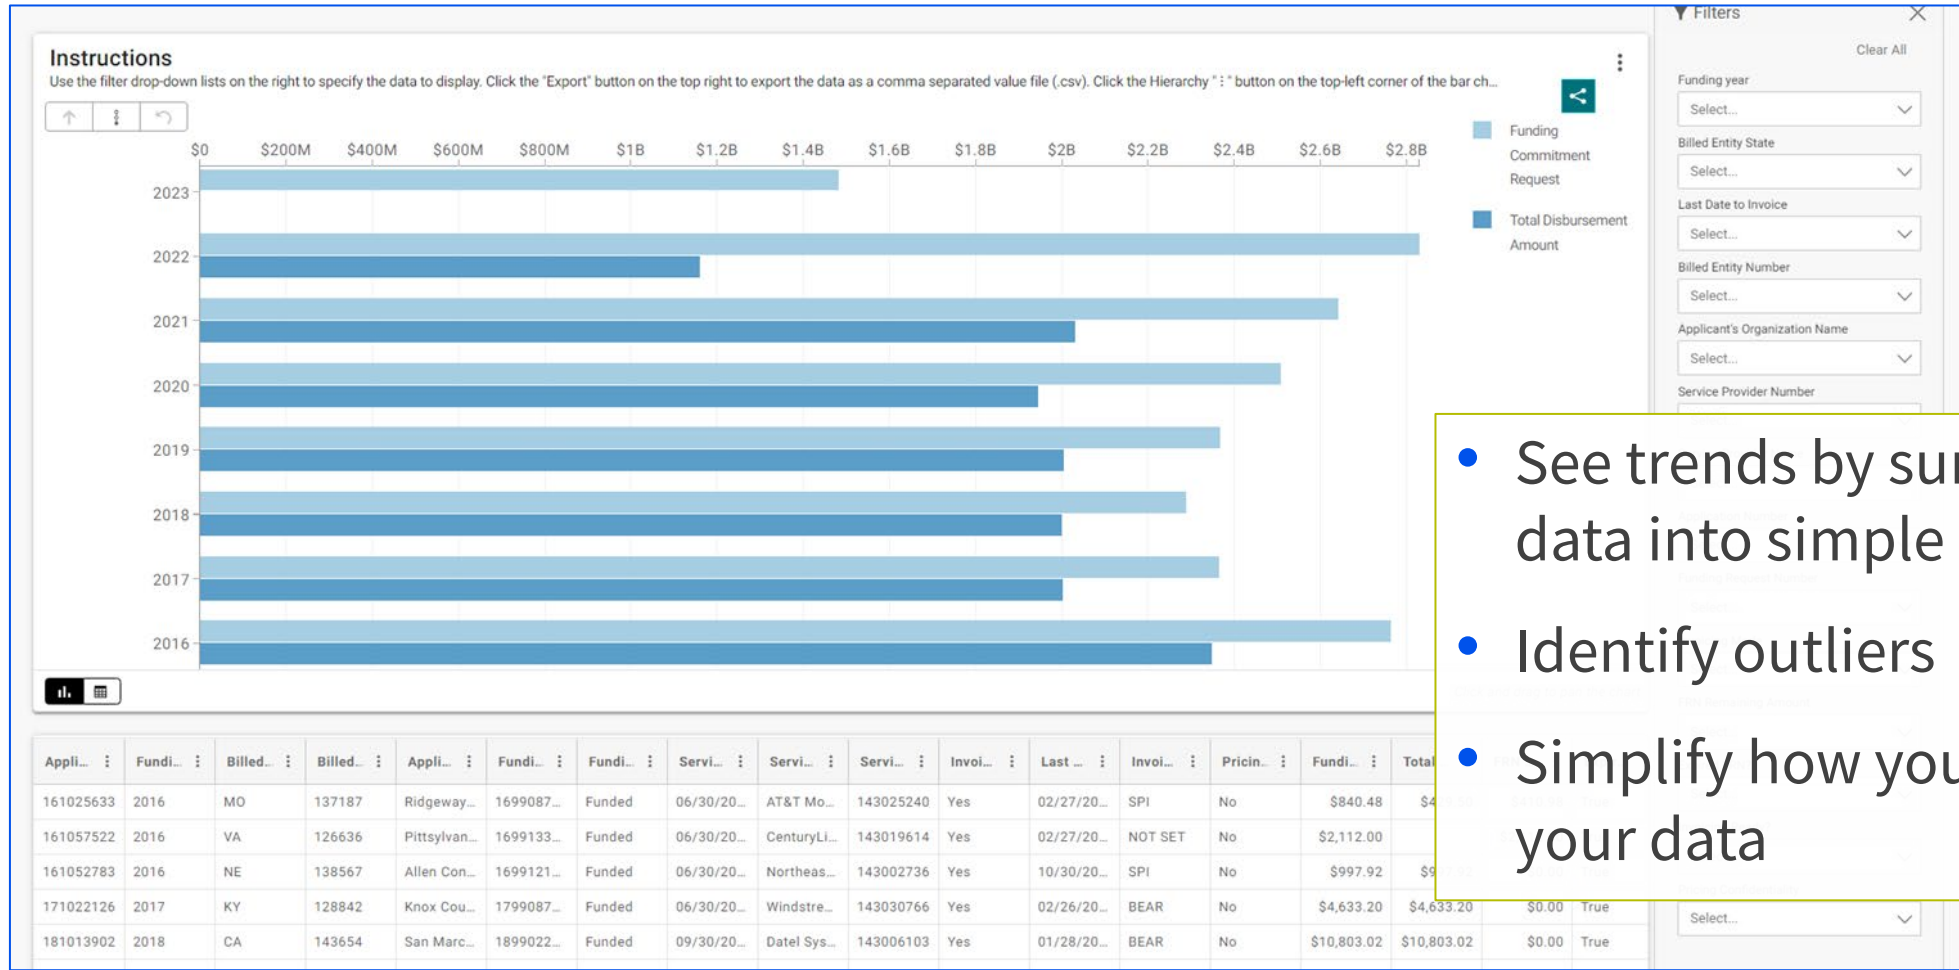 Filters
Clear All
Instructions
Use the filter drop-down lists on the right to specify the data to display. Click the "Export" button on the top right to export the data as a comma separated value file (.csv). Click the Hierarchy "⋮" button on the top-left corner of the bar ch...
$0 $200M $400M $600M $800M $1B $1.2B $1.4B $1.6B $1.8B $2B $2.2B $2.4B $2.6B $2.8B
2023
2022
2021
2020
2019
2018
2017
2016
Funding
Commitment
Request
Total Disbursement
Amount
Funding year
Select...
Billed Entity State
Select...
Last Date to Invoice
Select...
Billed Entity Number
Select...
Applicant's Organization Name
Select...
Service Provider Number
• See trends by
data into simple
• Identify outliers
• Simplify how
your data
Select...
Appli... Fundi... Billed... Billed... Appli... Fundi... Fundi... Servi... Servi... Servi... Invoi... Last ... Invoi... Pricin... Fundi... Total
161025633 2016 MO 137187 Ridgeway... 1699087... Funded 06/30/20... AT&T Mo... 143025240 Yes 02/27/20... SPI No $840.48
161057522 2016 VA 126636 Pittsylvan... 1699133... Funded 06/30/20... CenturyLi... 143019614 Yes 02/27/20... NOT SET No $2,112.00
161052783 2016 NE 138567 Allen Con... 1699121... Funded 06/30/20... Northeas... 143002736 Yes 10/30/20... SPI No $997.92
171022126 2017 KY 128842 Knox Cou... 1799087... Funded 06/30/20... Windstre... 143030766 Yes 02/26/20... BEAR No $4,633.20 $4,633.20 $0.00 True
181013902 2018 CA 143654 San Marc... 1899022... Funded 09/30/20... Datel Sys... 143006103 Yes 01/28/20... BEAR No $10,803.02 $10,803.02 $0.00 True